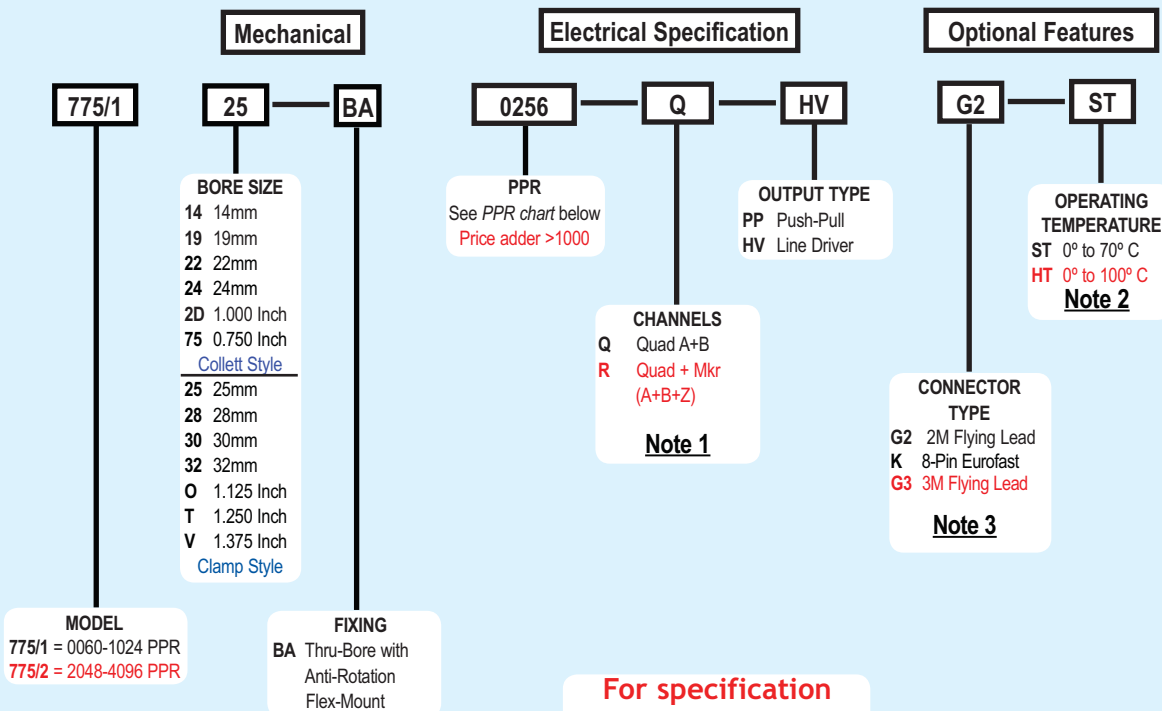 Mechanical
Electrical Specification
Optional Features
775/1
25
BA
0256
Q
HV
G2
ST
BORE SIZE
14 14mm
19 19mm
22 22mm
24 24mm
2D 1.000 Inch
75 0.750 Inch
Collett Style
25 25mm
28 28mm
30 30mm
32 32mm
O 1.125 Inch
T 1.250 Inch
V 1.375 Inch
Clamp Style
PPR
See PPR chart below
Price adder >1000
OUTPUT TYPE
PP Push-Pull
HV Line Driver
OPERATING
TEMPERATURE
ST 0º to 70º C
HT 0º to 100º C
Note 2
CHANNELS
Q Quad A+B
R Quad + Mkr
(A+B+Z)
Note 1
CONNECTOR
TYPE
G2 2M Flying Lead
K 8-Pin Eurofast
G3 3M Flying Lead
Note 3
MODEL
775/1 = 0060-1024 PPR
775/2 = 2048-4096 PPR
FIXING
BA Thru-Bore with
Anti-Rotation
Flex-Mount
For specification